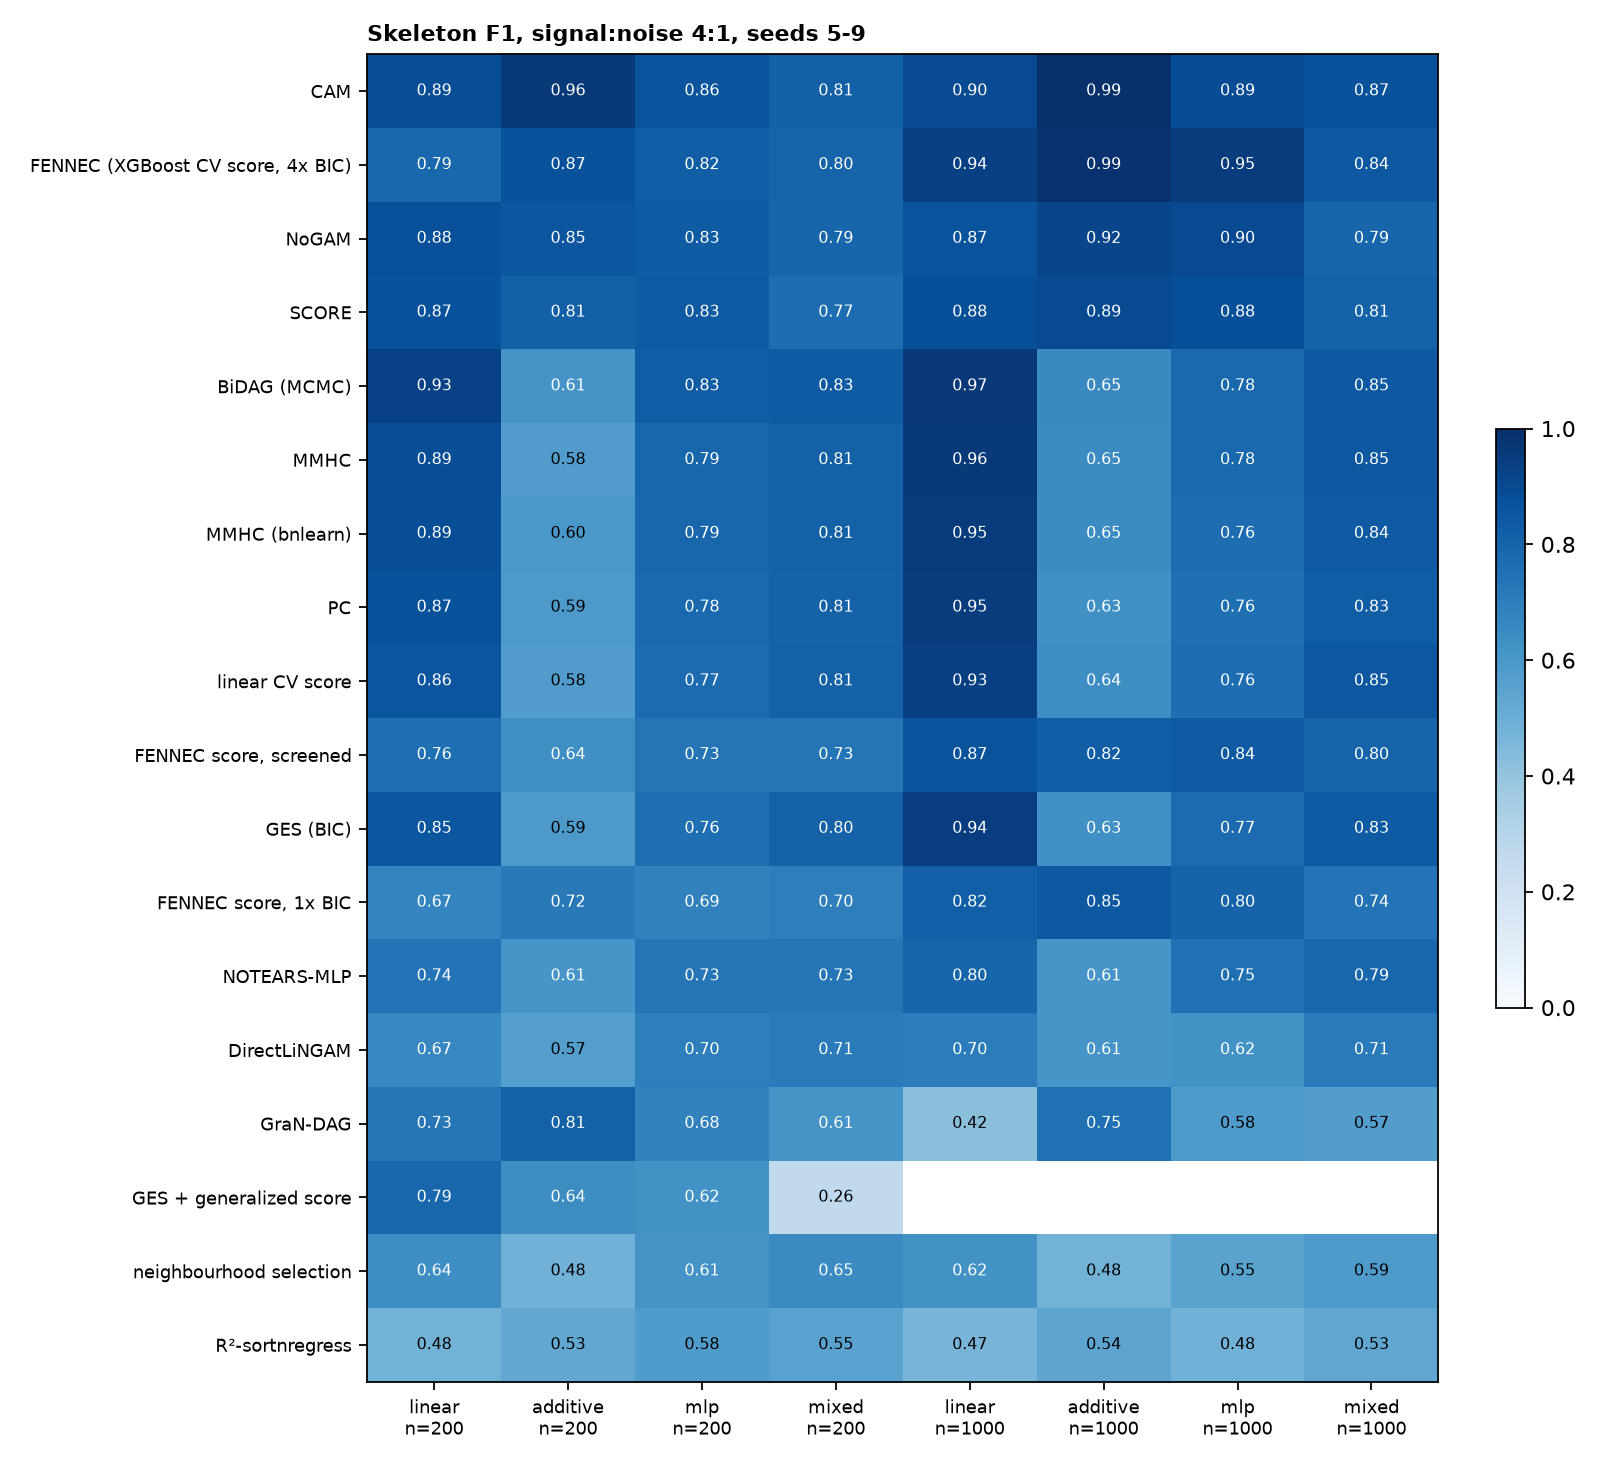 Skeleton F1, signal:noise 4:1, seeds 5-9
CAM 0.89 0.96 0.86 0.81 0.90 0.99 0.89 0.87
FENNEC (XGBoost CV score, 4x BIC) 0.79 0.87 0.82 0.80 0.94 0.99 0.95 0.84
NoGAM 0.88 0.85 0.83 0.79 0.87 0.92 0.90 0.79
SCORE 0.87 0.81 0.83 0.77 0.88 0.89 0.88 0.81
BiDAG (MCMC) 0.93 0.61 0.83 0.83 0.97 0.65 0.78 0.85
MMHC 0.89 0.58 0.79 0.81 0.96 0.65 0.78 0.85
MMHC (bnlearn) 0.89 0.60 0.79 0.81 0.95 0.65 0.76 0.84
PC 0.87 0.59 0.78 0.81 0.95 0.63 0.76 0.83
linear CV score 0.86 0.58 0.77 0.81 0.93 0.64 0.76 0.85
FENNEC score, screened 0.76 0.64 0.73 0.73 0.87 0.82 0.84 0.80
GES (BIC) 0.85 0.59 0.76 0.80 0.94 0.63 0.77 0.83
FENNEC score, 1x BIC 0.67 0.72 0.69 0.70 0.82 0.85 0.80 0.74
NOTEARS-MLP 0.74 0.61 0.73 0.73 0.80 0.61 0.75 0.79
DirectLiNGAM 0.67 0.57 0.70 0.71 0.70 0.61 0.62 0.71
GraN-DAG 0.73 0.81 0.68 0.61 0.42 0.75 0.58 0.57
GES + generalized score 0.79 0.64 0.62 0.26
neighbourhood selection 0.64 0.48 0.61 0.65 0.62 0.48 0.55 0.59
R²-sortnregress 0.48 0.53 0.58 0.55 0.47 0.54 0.48 0.53
linear additive mlp mixed linear additive mlp mixed
n=200 n=200 n=200 n=200 n=1000 n=1000 n=1000 n=1000
1.0
0.8
0.6
0.4
0.2
0.0